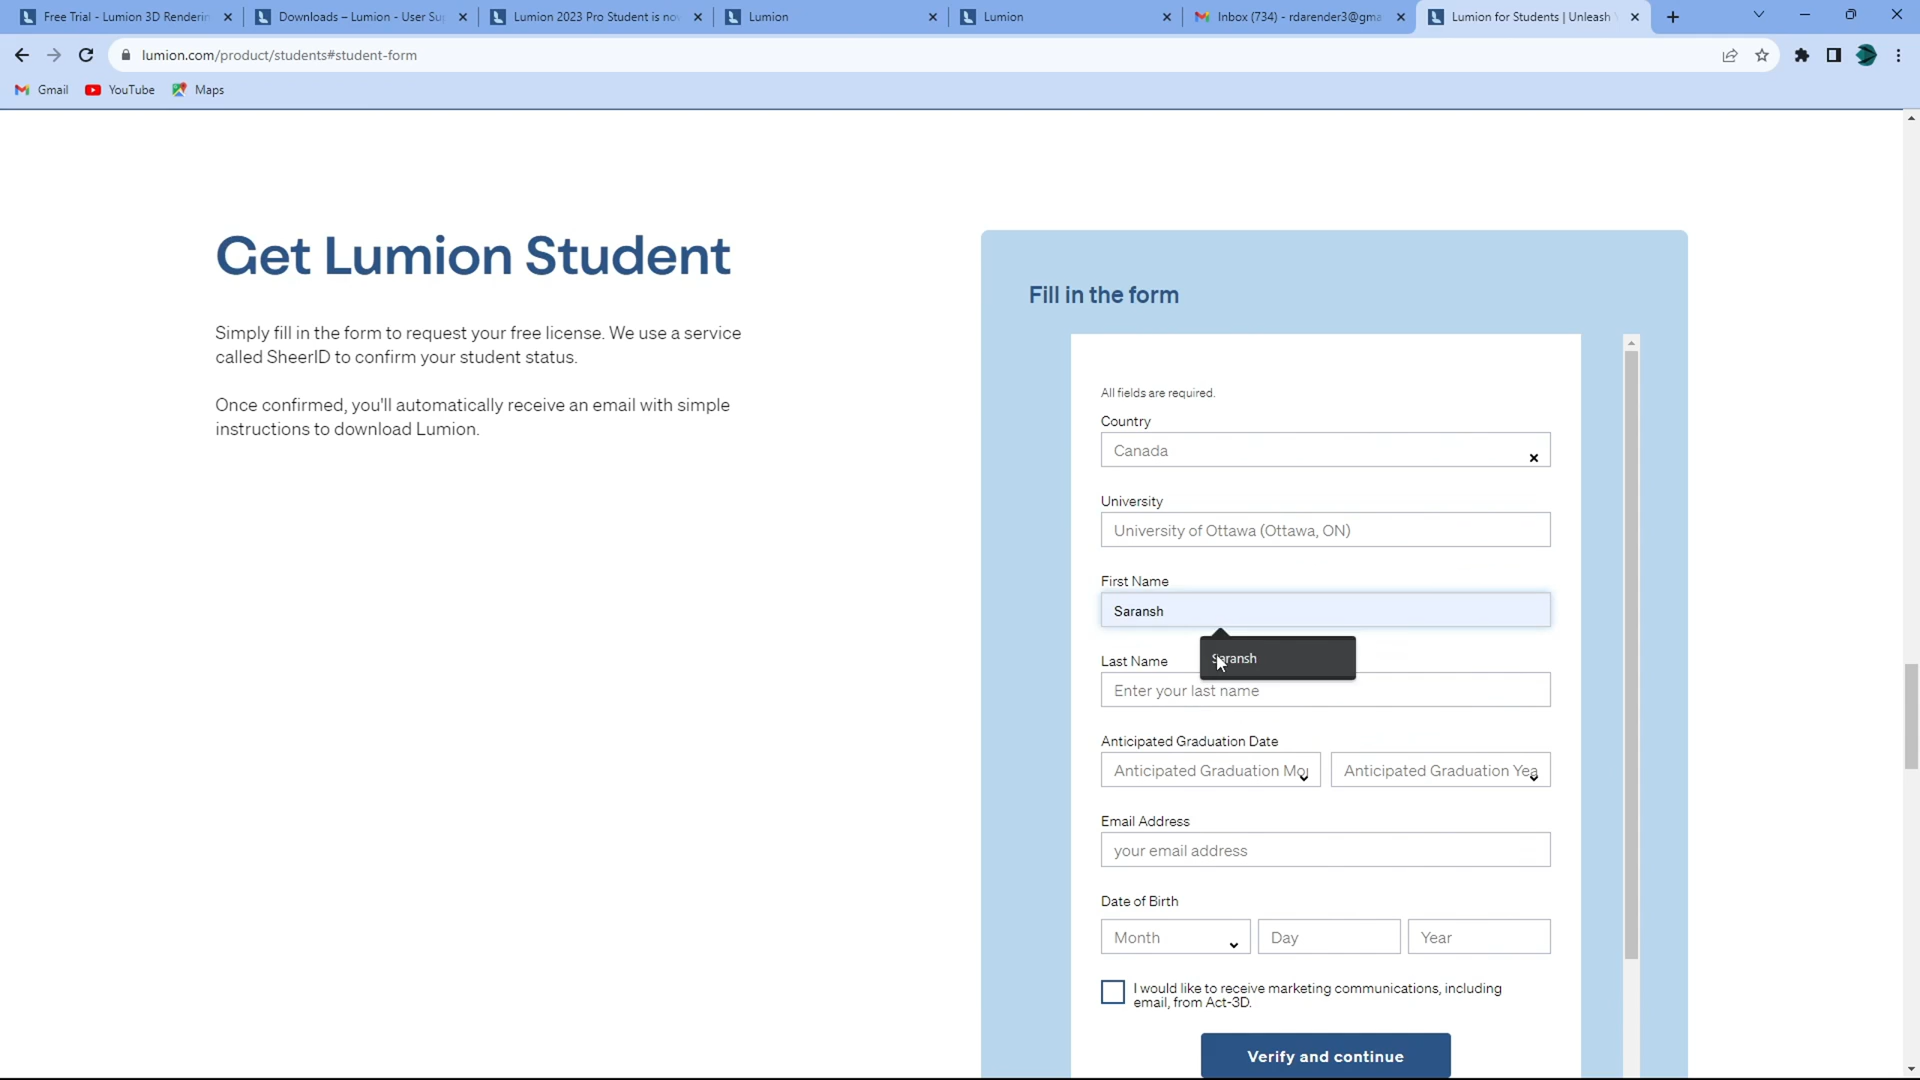 Free Trial - Lumion 3D Renderin
Downloads – Lumion - User Su
Lumion 2023 Pro Student is no
Lumion
Lumion
Inbox (734) - rdarender3@gma
Lumion for Students | Unleash
lumion.com/product/students#student-form
Gmail
YouTube
Maps
Get Lumion Student
Simply fill in the form to request your free license. We use a service
called SheerID to confirm your student status.
Once confirmed, you'll automatically receive an email with simple
instructions to download Lumion.
Fill in the form
All fields are required.
Country
Canada
University
University of Ottawa (Ottawa, ON)
First Name
Saransh
Saransh
Last Name
Enter your last name
Anticipated Graduation Date
Anticipated Graduation Mo
Anticipated Graduation Yea
Email Address
your email address
Date of Birth
Month
Day
Year
I would like to receive marketing communications, including
email, from Act-3D.
Verify and continue